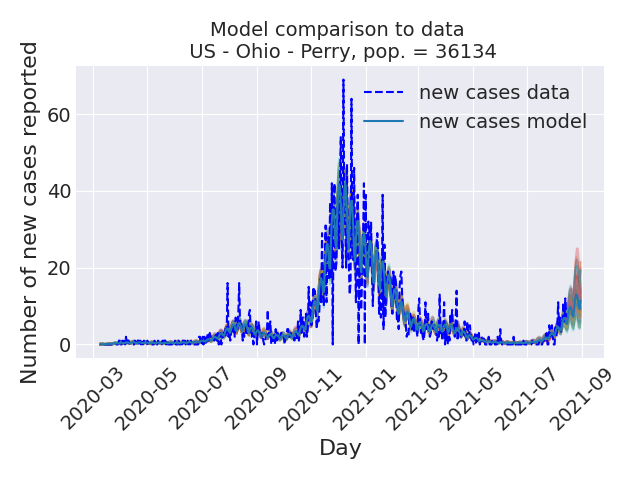 Model comparison to data
US - Ohio - Perry, pop. = 36134
new cases data
new cases model
Number of new cases reported
60
40
20
0
2020-03
2020-05
2020-07
2020-09
2020-11
2021-01
2021-03
2021-05
2021-07
2021-09
Day